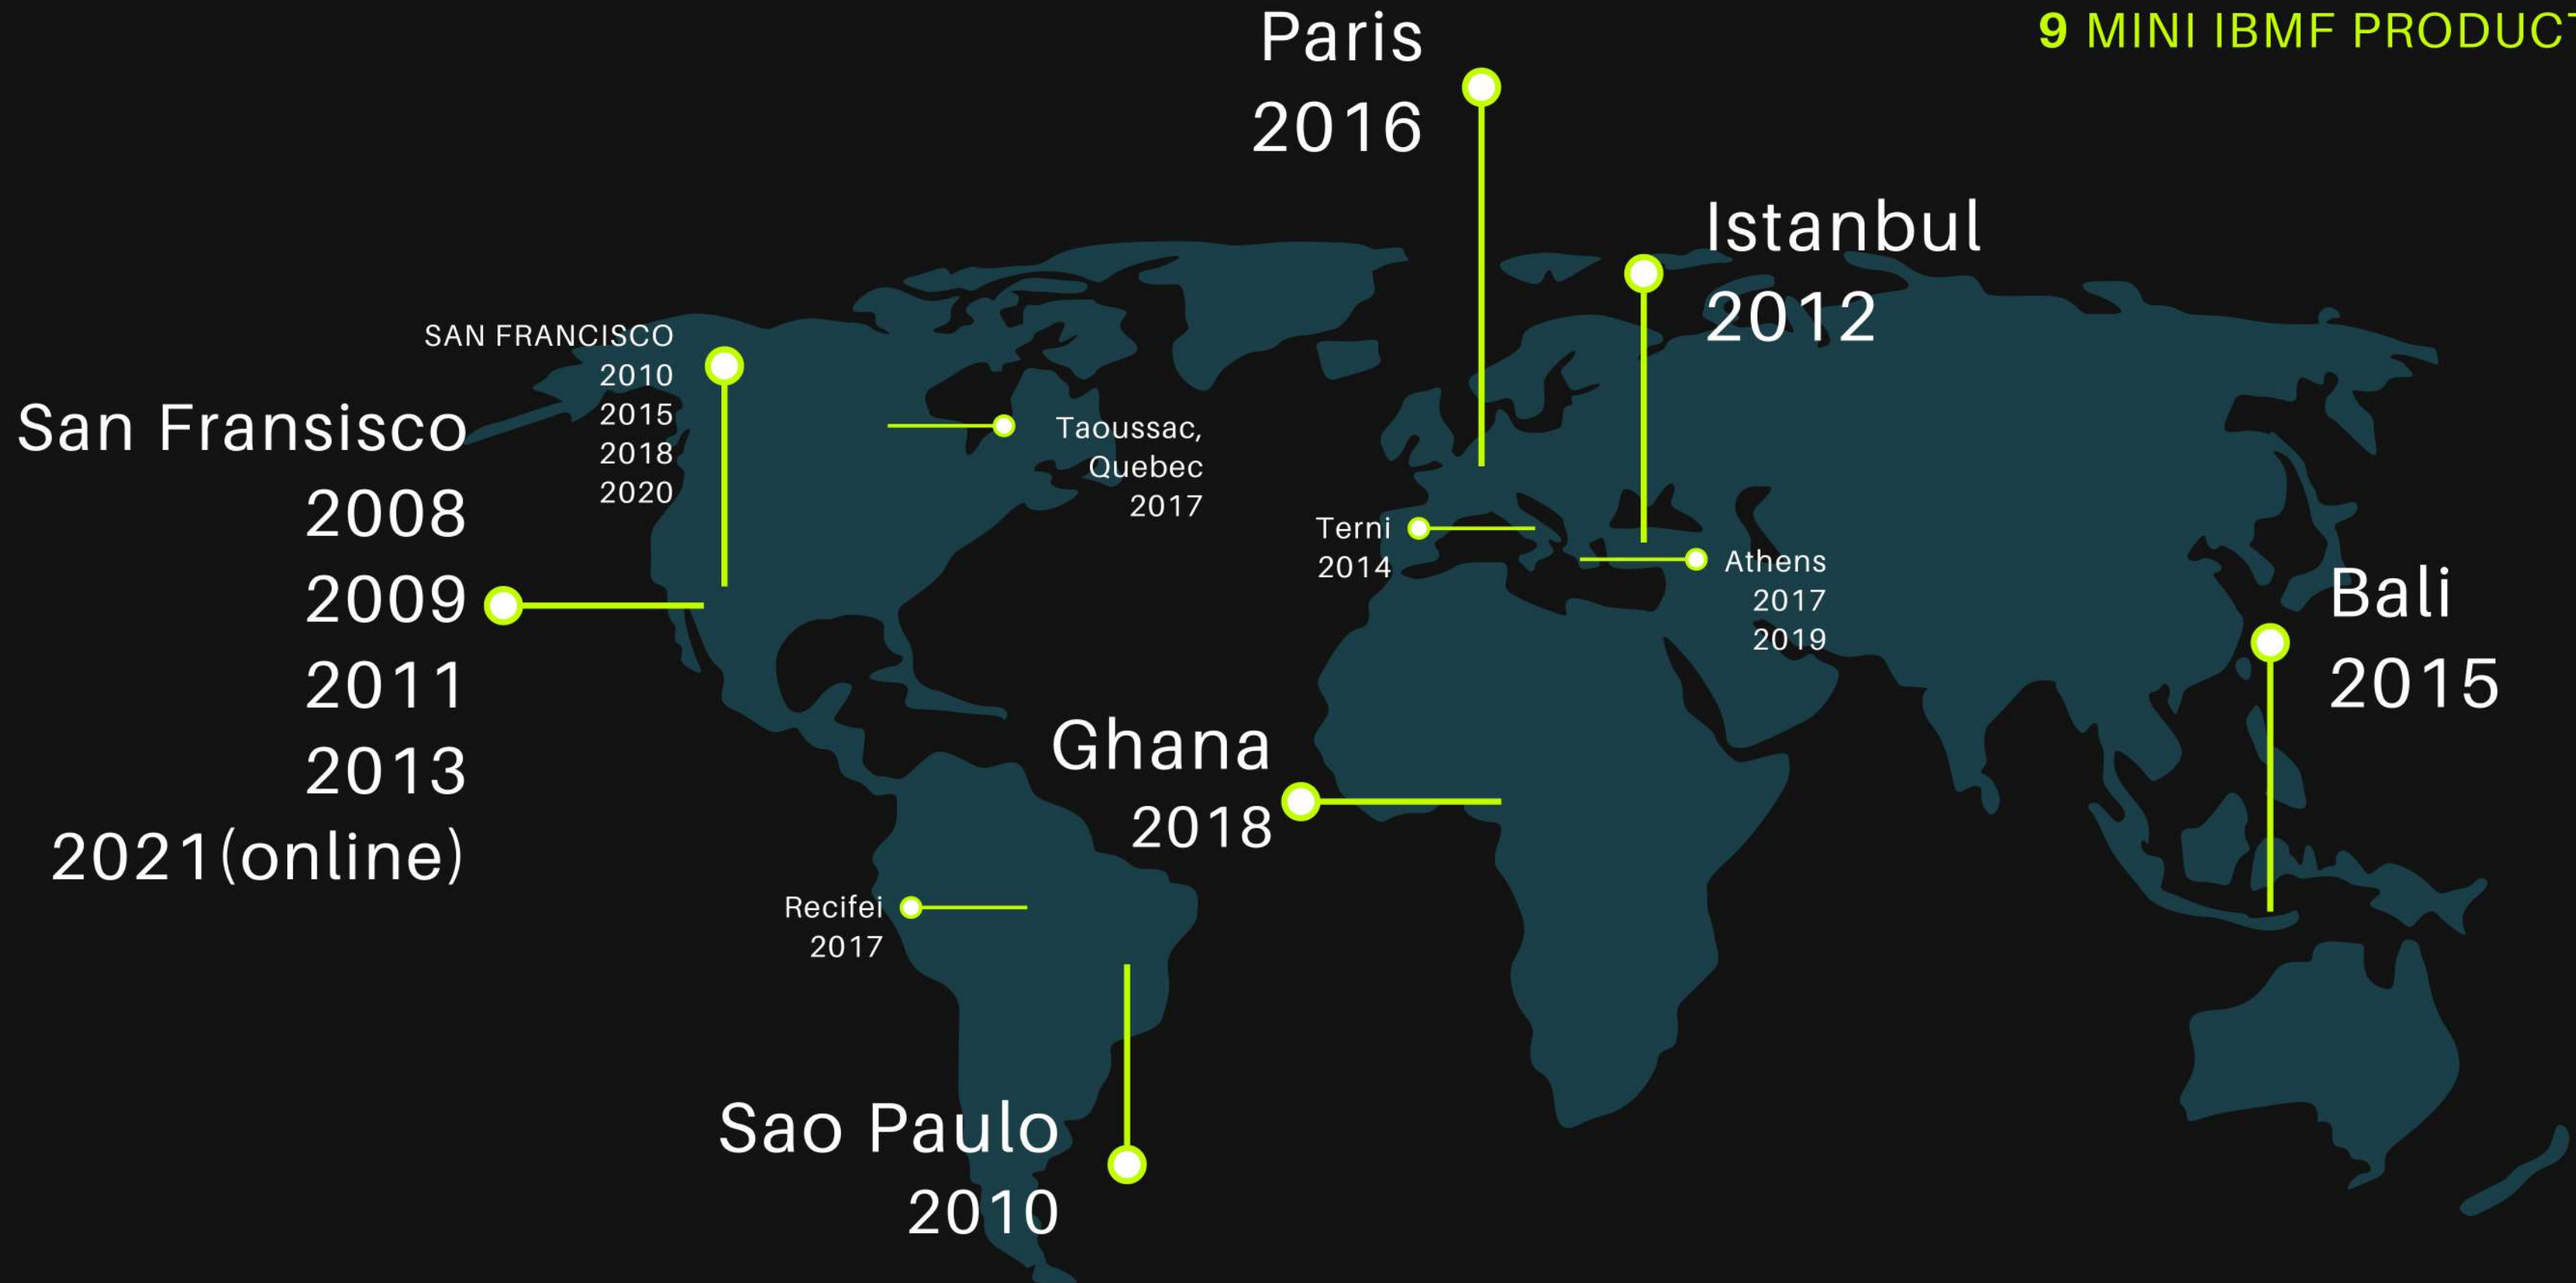 9 MINI IBMF PRODUCT
Paris
2016
Istanbul
2012
SAN FRANCISCO
2010
2015
2018
2020
San Fransisco
2008
2009
2011
2013
2021(online)
Taoussac,
Quebec
2017
Terni
2014
Athens
2017
2019
Bali
2015
Ghana
2018
Recifei
2017
Sao Paulo
2010